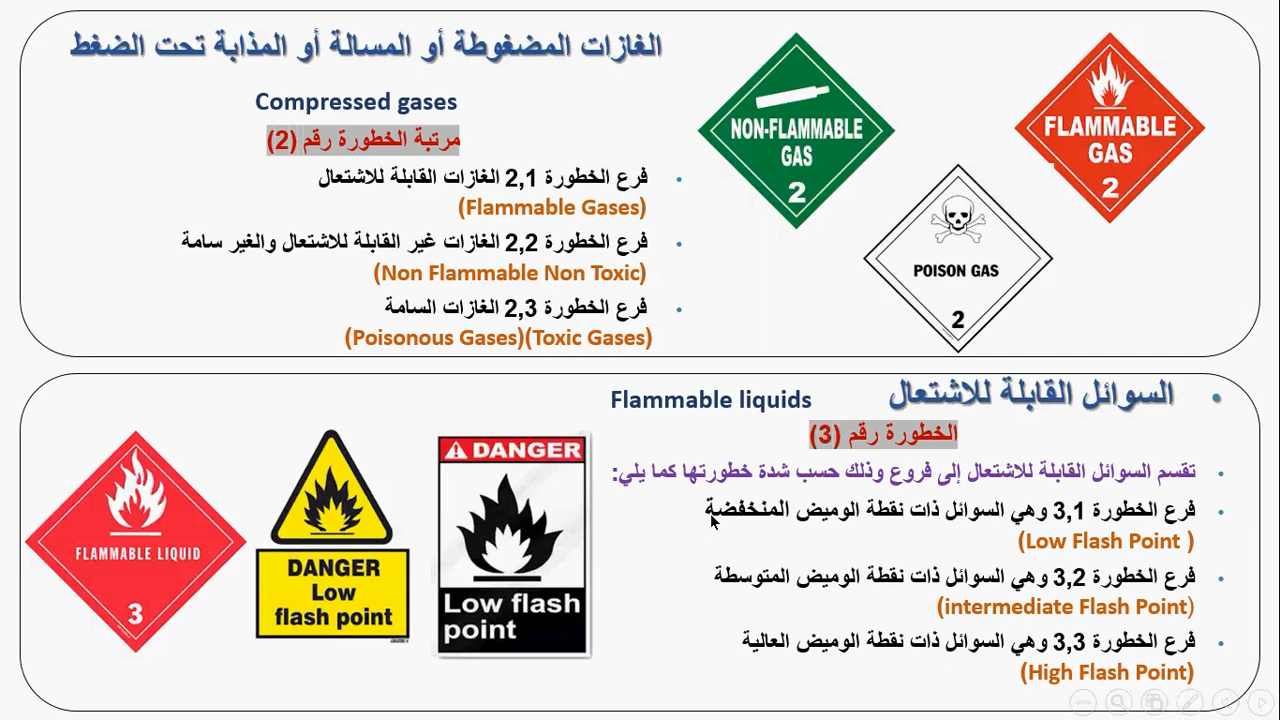 الغازات المضغوطة أو المسالة أو المذابة تحت الضغط
Compressed gases
مرتبة الخطورة رقم (2)
فرع الخطورة 2,1 الغازات القابلة للاشتعال
(Flammable Gases)
فرع الخطورة 2,2 الغازات غير القابلة للاشتعال والغير سامة
(Non Flammable Non Toxic)
فرع الخطورة 2,3 الغازات السامة
(Poisonous Gases)(Toxic Gases)
NON-FLAMMABLE
GAS
2
FLAMMABLE
GAS
2
POISON GAS
2
السوائل القابلة للاشتعال
Flammable liquids
الخطورة رقم (3)
تقسم السوائل القابلة للاشتعال إلى فروع وذلك حسب شدة خطورتها كما يلي:
فرع الخطورة 3,1 وهي السوائل ذات نقطة الوميض المنخفضة
(Low Flash Point )
فرع الخطورة 3,2 وهي السوائل ذات نقطة الوميض المتوسطة
(intermediate Flash Point)
فرع الخطورة 3,3 وهي السوائل ذات نقطة الوميض العالية
(High Flash Point)
FLAMMABLE LIQUID
3
DANGER
Low
flash point
DANGER
Low flash
point